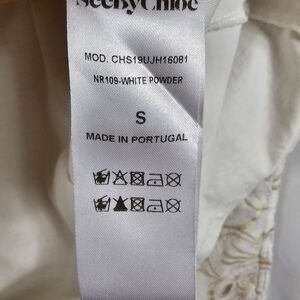 SeeByChloé
MOD. CHS19UJH16081
NR109-WHITE POWDER
S
MADE IN PORTUGAL